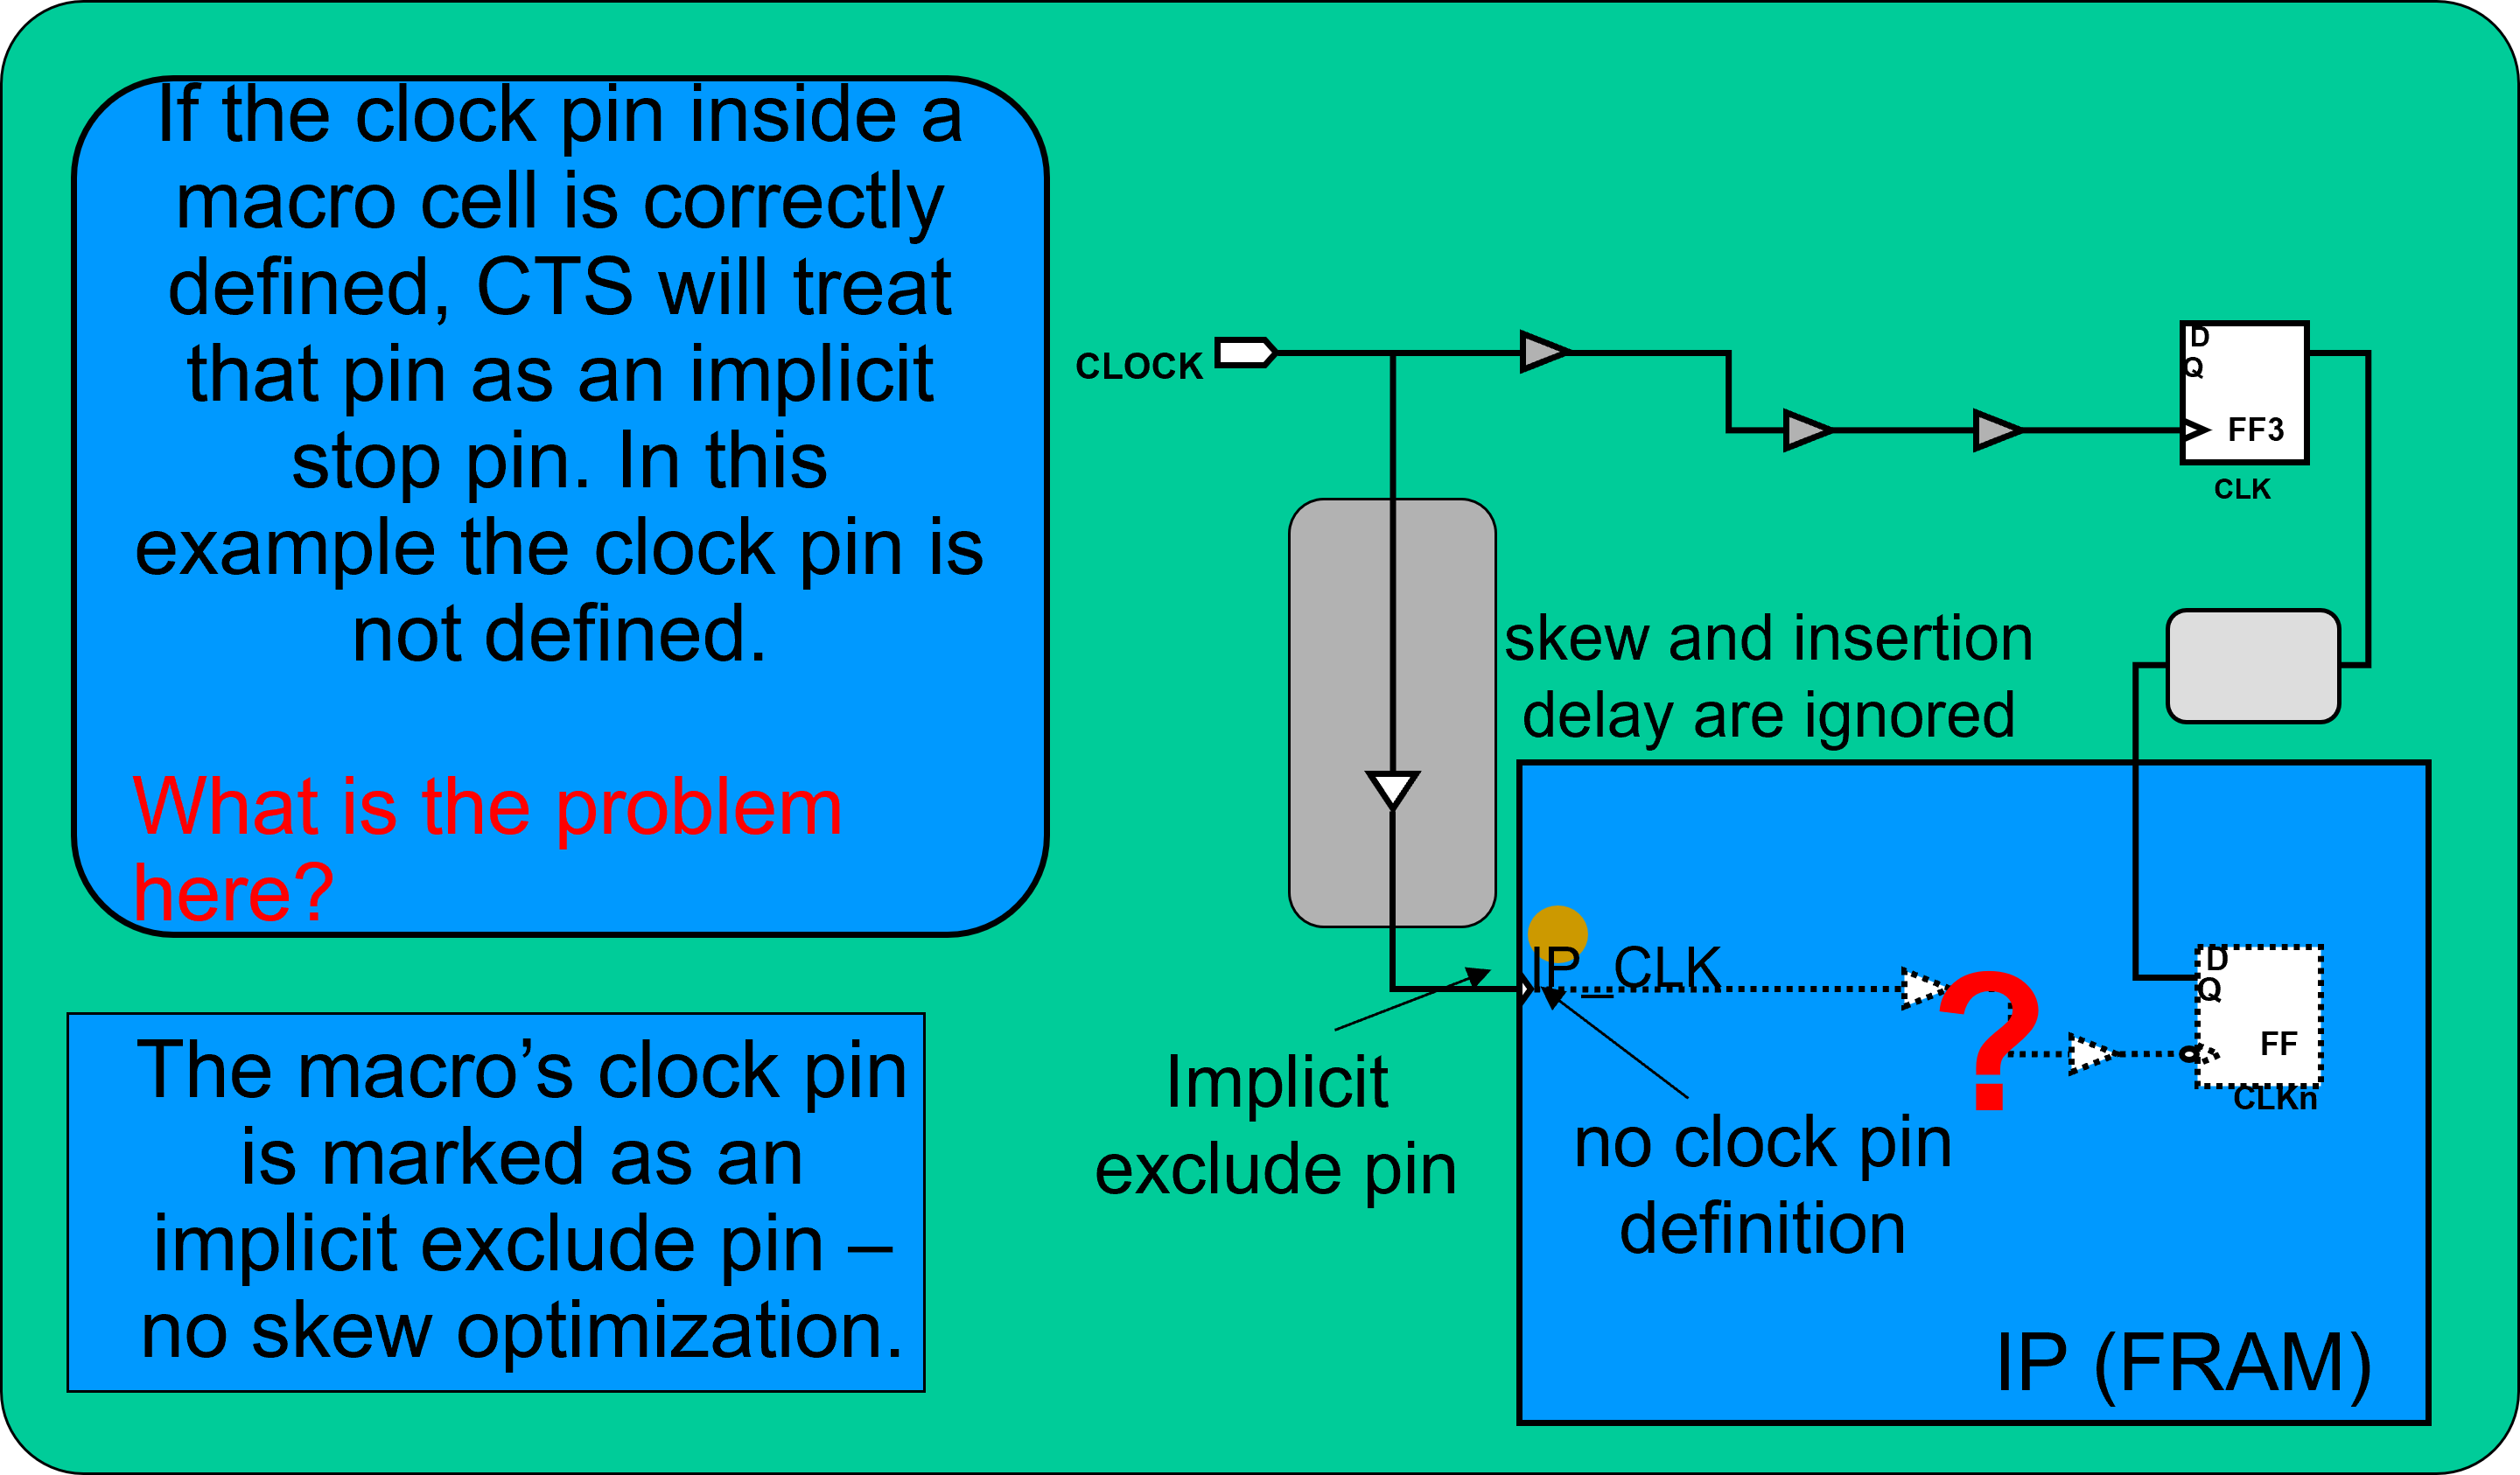 If the clock pin inside a
macro cell is correctly
defined, CTS will treat
that pin as an implicit
stop pin. In this
example the clock pin is
not defined.
What is the problem
here?
The macro’s clock pin
is marked as an
implicit exclude pin –
no skew optimization.
CLOCK
D
Q
FF3
CLK
skew and insertion
delay are ignored
IP_CLK
?
D
Q
FF
CLKn
Implicit
exclude pin
no clock pin
definition
IP (FRAM)